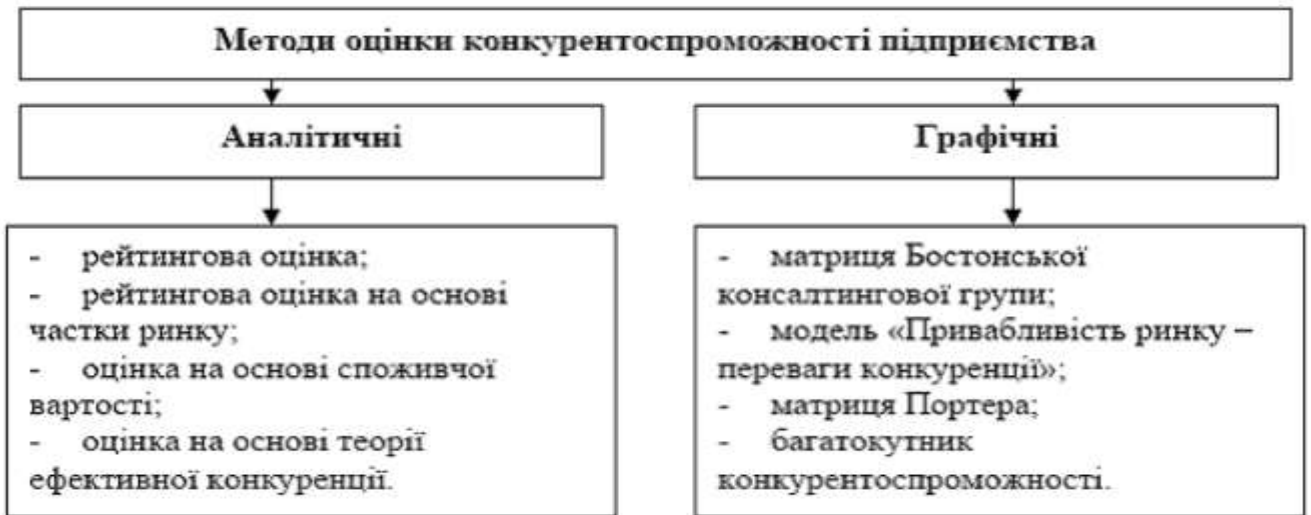 Методи оцінки конкурентоспроможності підприємства
Аналітичні
Графічні
- рейтингова оцінка;
- рейтингова оцінка на основі
частки ринку;
- оцінка на основі споживчої
вартості;
- оцінка на основі теорії
ефективної конкуренції.
- матриця Бостонської
консалтингової групи;
- модель «Привабливість ринку –
переваги конкуренції»;
- матриця Портера;
- багатокутник
конкурентоспроможності.